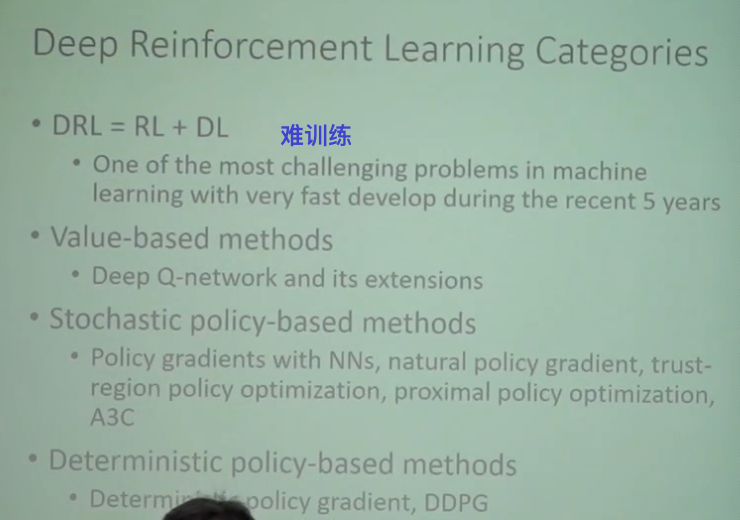 Deep Reinforcement Learning Categories
• DRL = RL + DL 难训练
• One of the most challenging problems in machine
learning with very fast develop during the recent 5 years
• Value-based methods
• Deep Q-network and its extensions
• Stochastic policy-based methods
• Policy gradients with NNs, natural policy gradient, trust-
region policy optimization, proximal policy optimization,
A3C
• Deterministic policy-based methods
• Deterministic policy gradient, DDPG